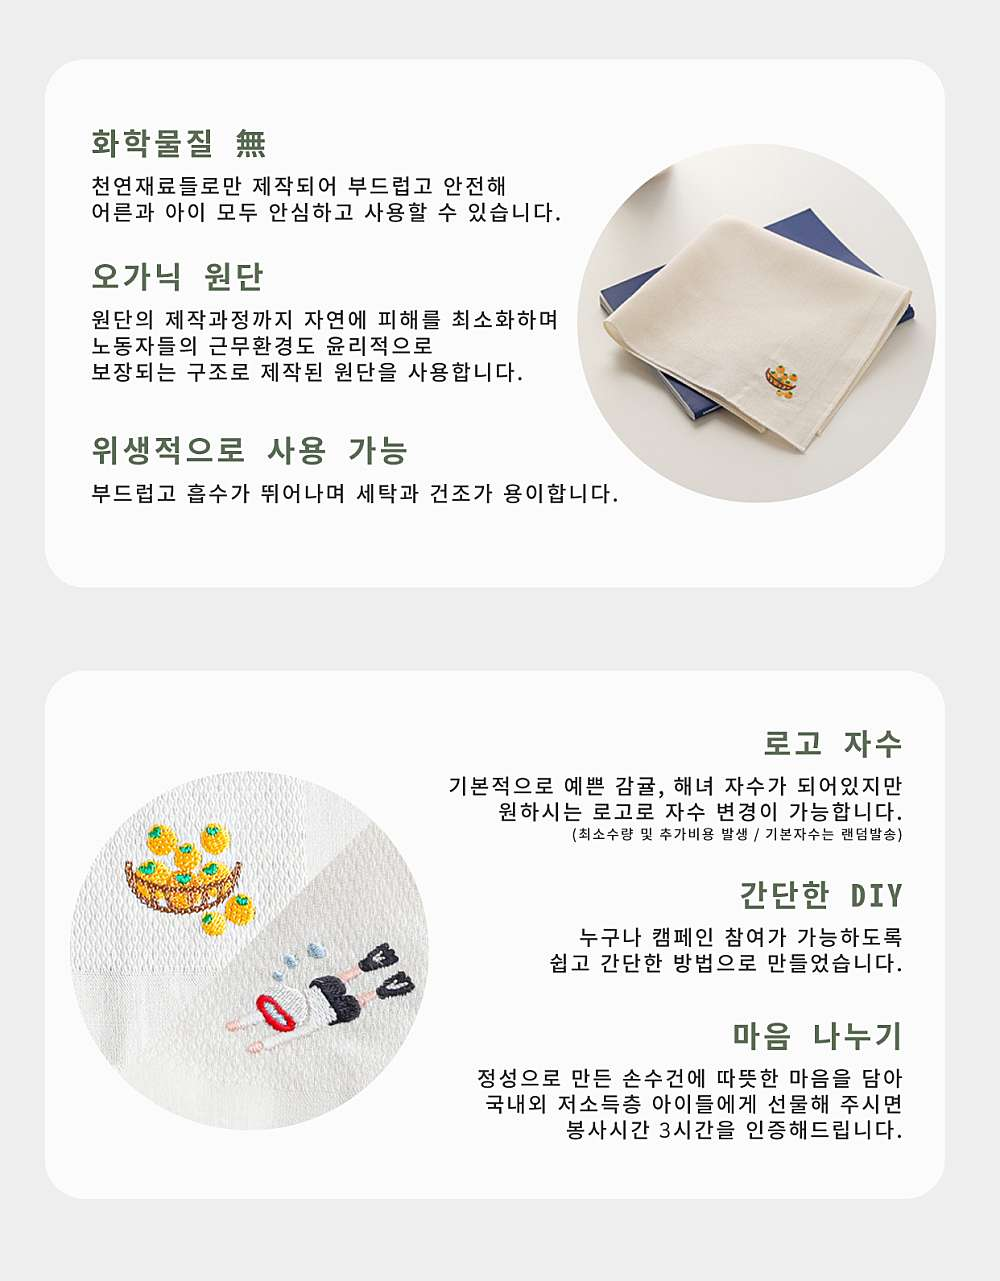 화학물질 無
천연재료들로만 제작되어 부드럽고 안전해
어른과 아이 모두 안심하고 사용할 수 있습니다.
오가닉 원단
원단의 제작과정까지 자연에 피해를 최소화하며
노동자들의 근무환경도 윤리적으로
보장되는 구조로 제작된 원단을 사용합니다.
위생적으로 사용 가능
부드럽고 흡수가 뛰어나며 세탁과 건조가 용이합니다.
로고 자수
기본적으로 예쁜 감귤, 해녀 자수가 되어있지만
원하시는 로고로 자수 변경이 가능합니다.
(최소수량 및 추가비용 발생 / 기본자수는 랜덤발송)
간단한 DIY
누구나 캠페인 참여가 가능하도록
쉽고 간단한 방법으로 만들었습니다.
마음 나누기
정성으로 만든 손수건에 따뜻한 마음을 담아
국내외 저소득층 아이들에게 선물해 주시면
봉사시간 3시간을 인증해드립니다.